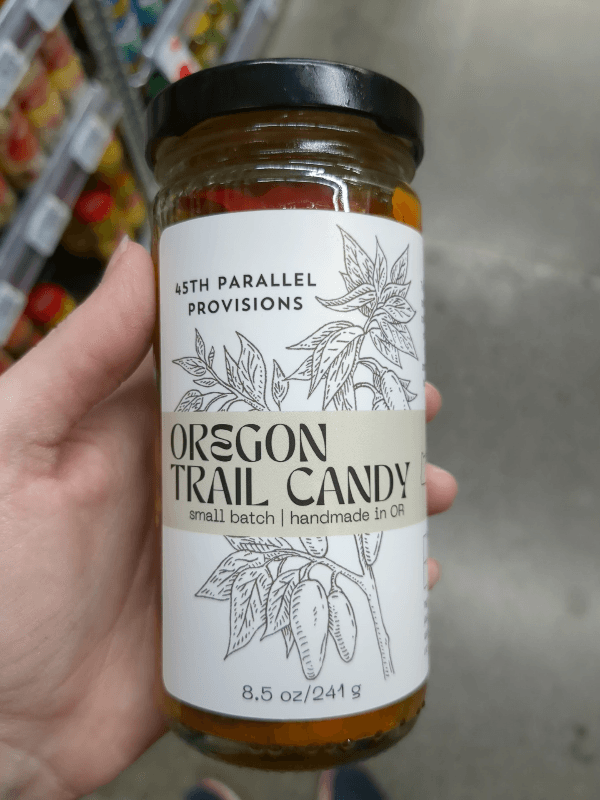 45TH PARALLEL
PROVISIONS
OREGON
TRAIL CANDY
small batch | handmade in OR
8.5 oz/241 g